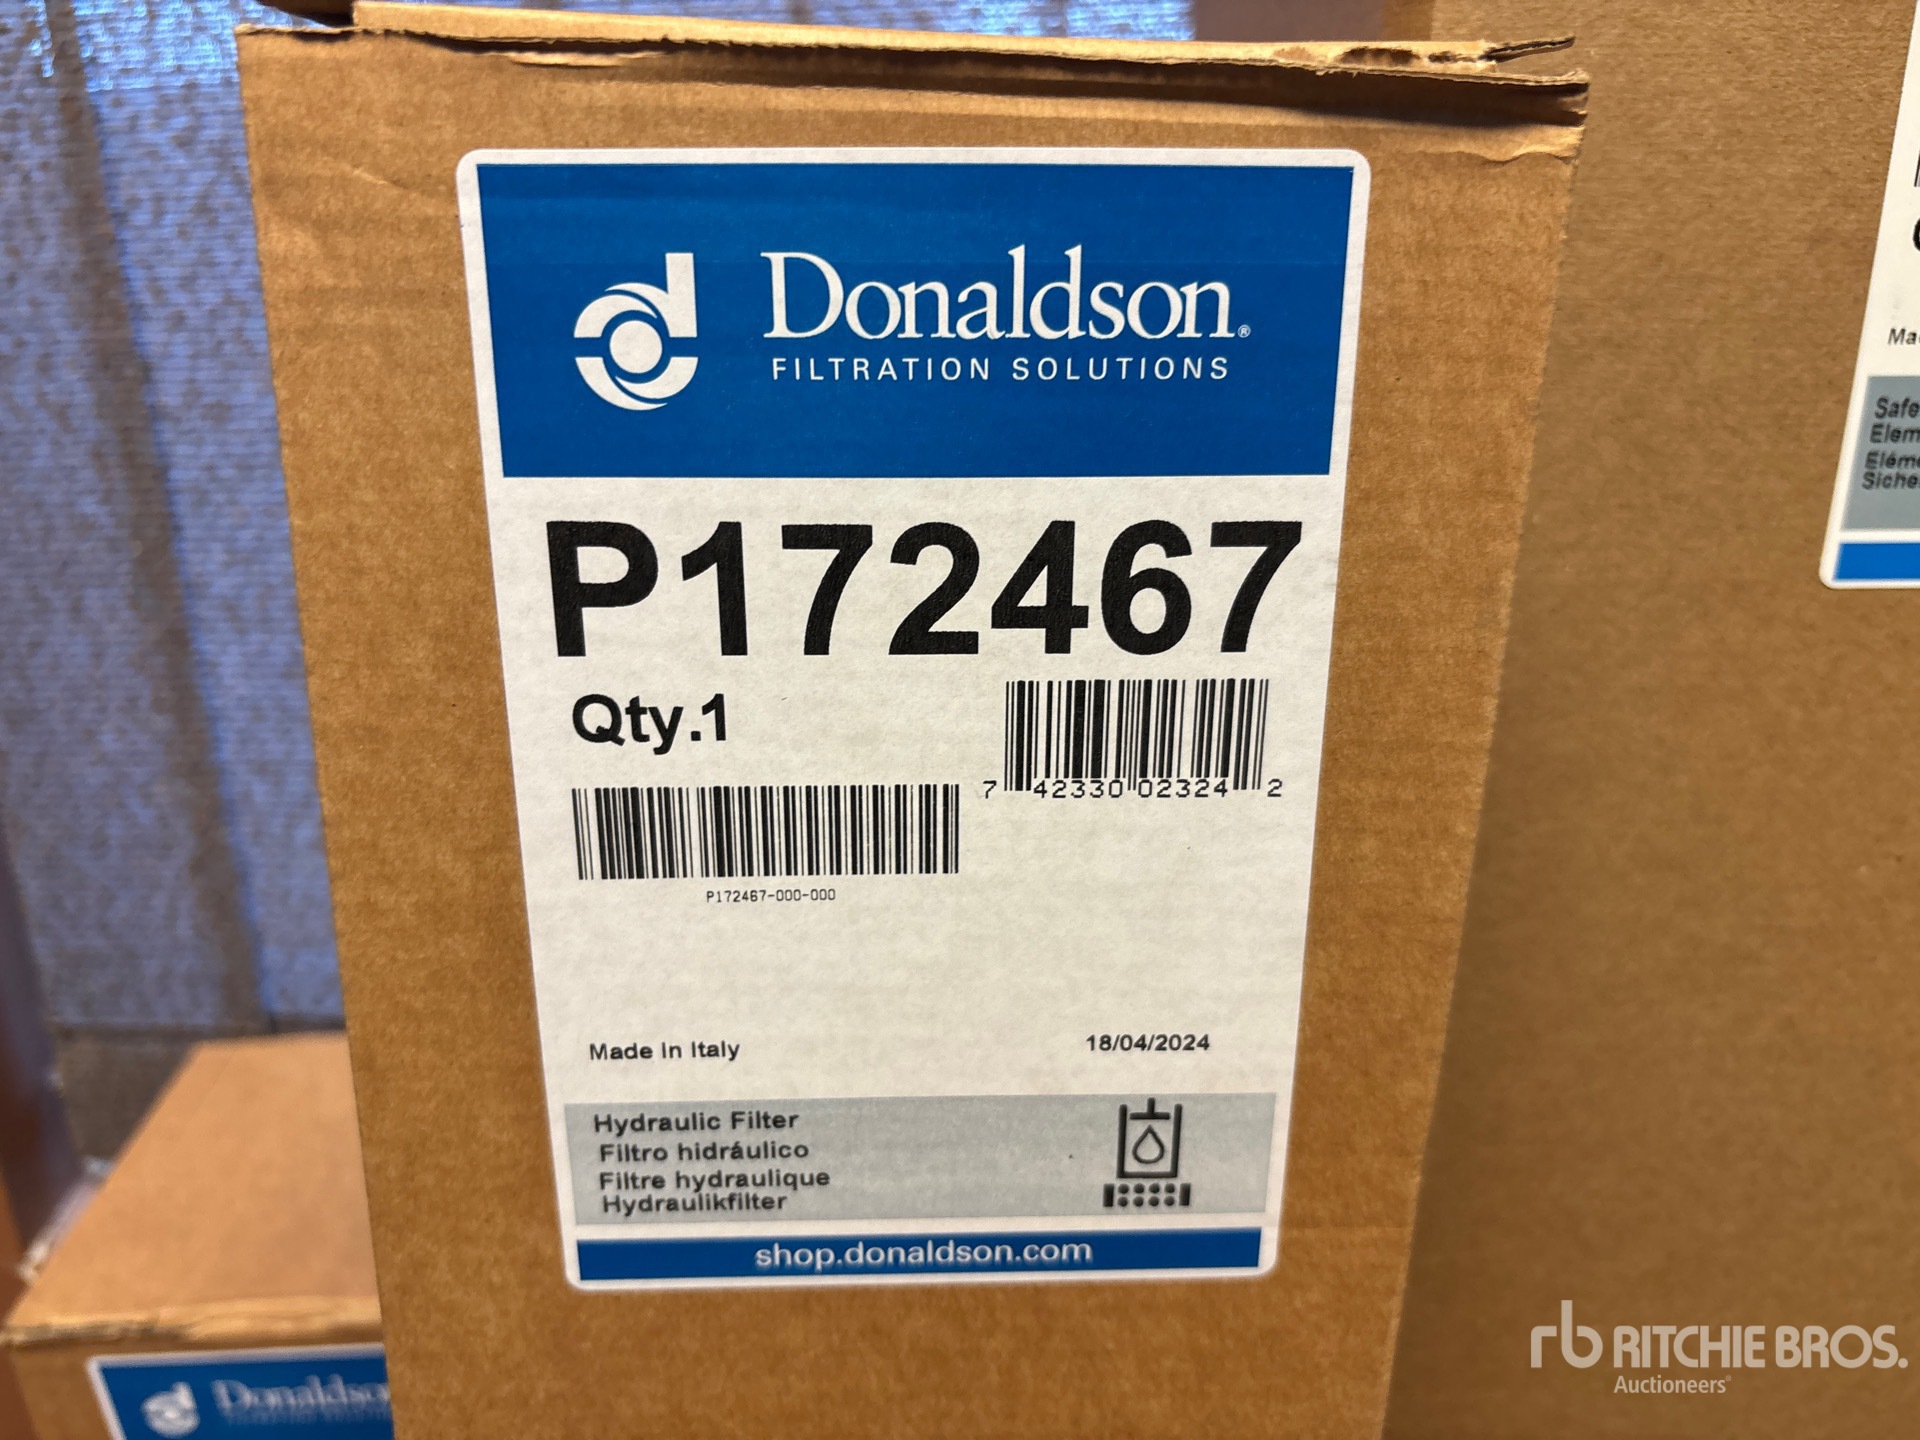 Donaldson®
FILTRATION SOLUTIONS
P172467
Qty.1
7 42330 02324 2
P172467-000-000
Made in Italy
18/04/2024
Hydraulic Filter
Filtro hidráulico
Filtre hydraulique
Hydraulikfilter
shop.donaldson.com
rb RITCHIE BROS.
Auctioneers